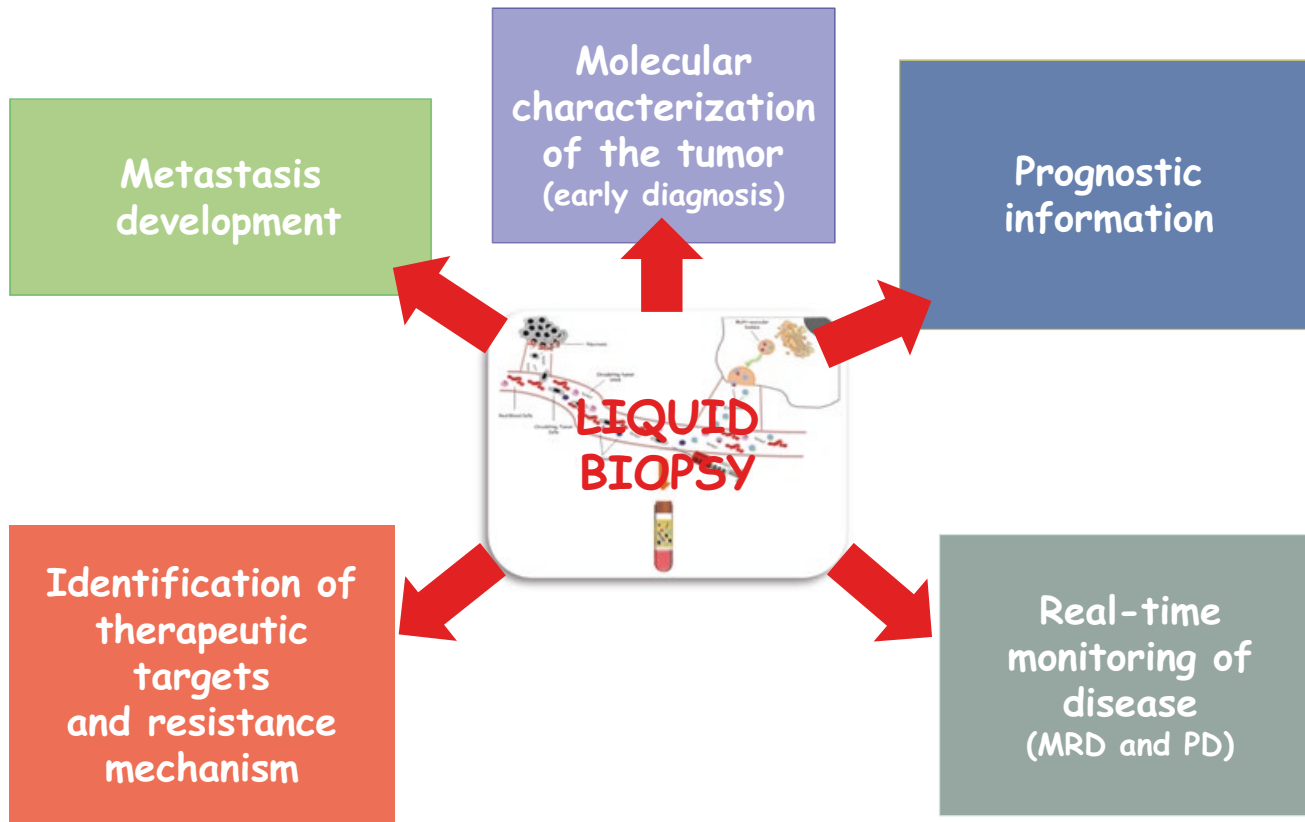 Molecular
characterization
of the tumor
(early diagnosis)
Metastasis
development
Prognostic
information
LIQUID
BIOPSY
Identification of
therapeutic
targets
and resistance
mechanism
Real-time
monitoring of
disease
(MRD and PD)